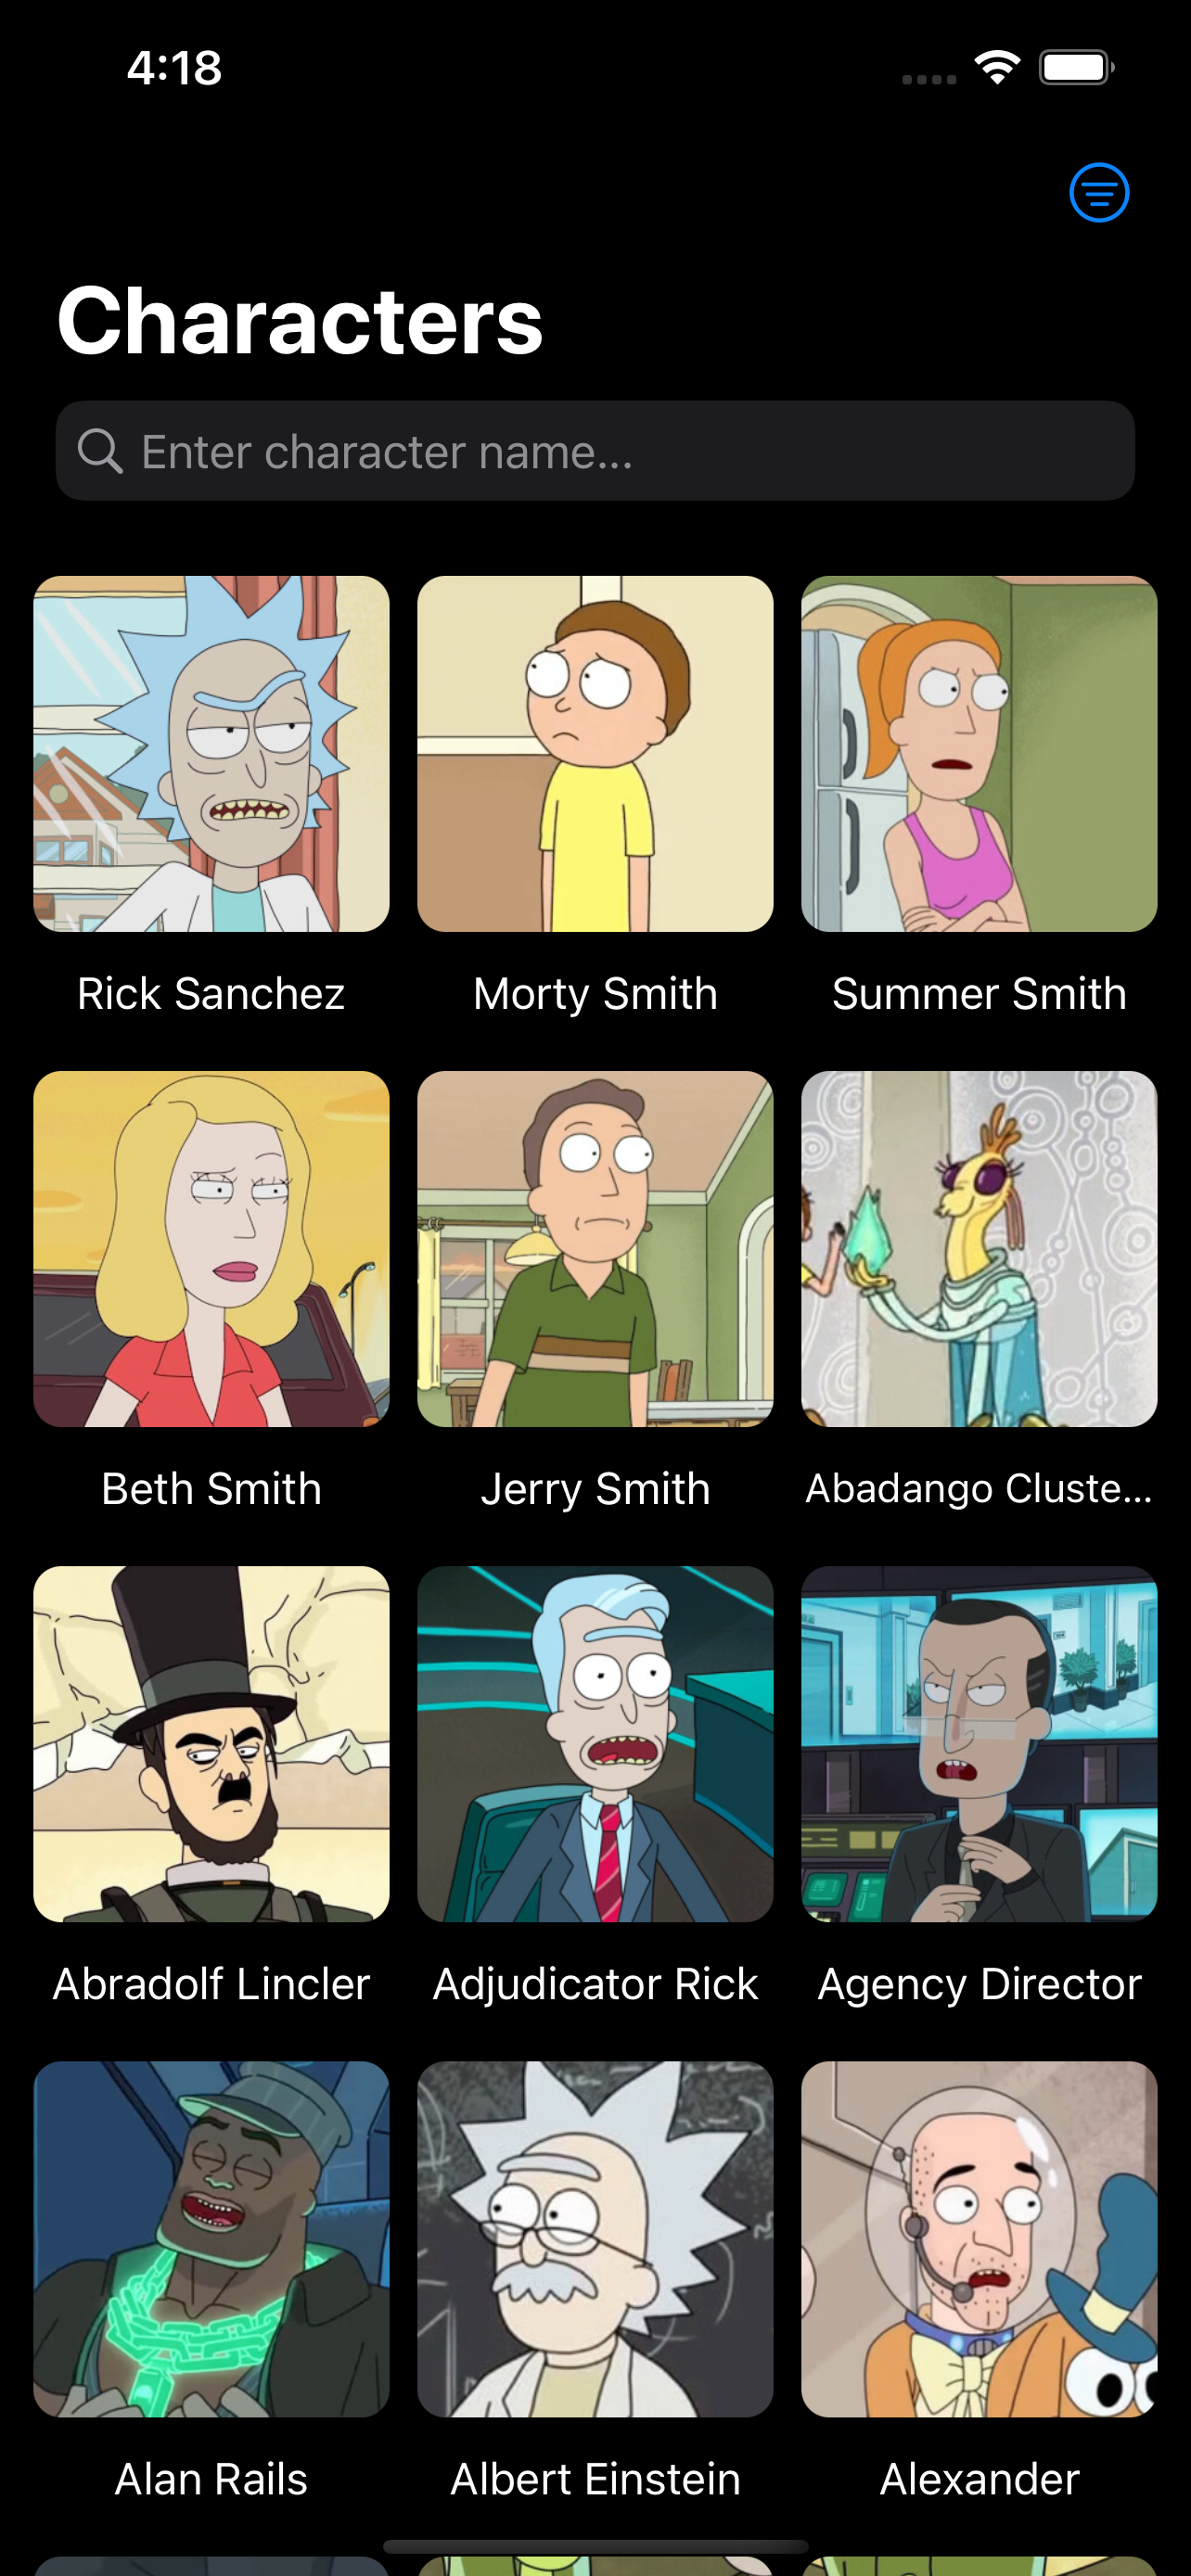 4:18
Characters
Enter character name...
Rick Sanchez
Morty Smith
Summer Smith
Beth Smith
Jerry Smith
Abadango Cluste...
Abradolf Lincler
Adjudicator Rick
Agency Director
Alan Rails
Albert Einstein
Alexander